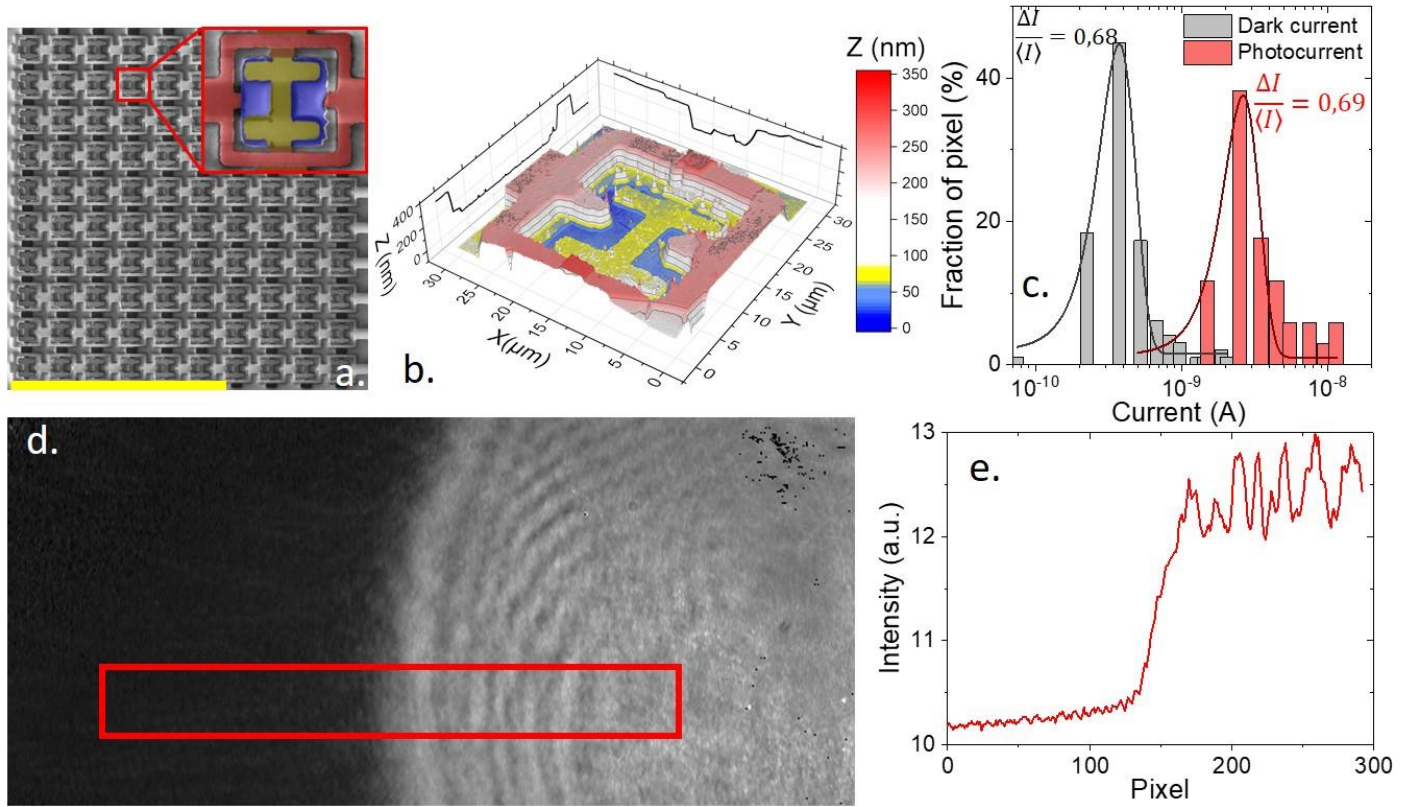 a.
b.
Z (nm)
350
300
250
200
150
100
50
0
400
200
0
Z (nm)
30
25
20
15
10
5
0
X(µm)
30
25
20
15
10
5
0
Y (µm)
c.
ΔI/⟨I⟩ = 0,68
Dark current
Photocurrent
ΔI/⟨I⟩ = 0,69
Fraction of pixel (%)
40
20
0
10⁻¹⁰
10⁻⁹
10⁻⁸
Current (A)
d.
e.
Intensity (a.u.)
13
12
11
10
0
100
200
300
Pixel